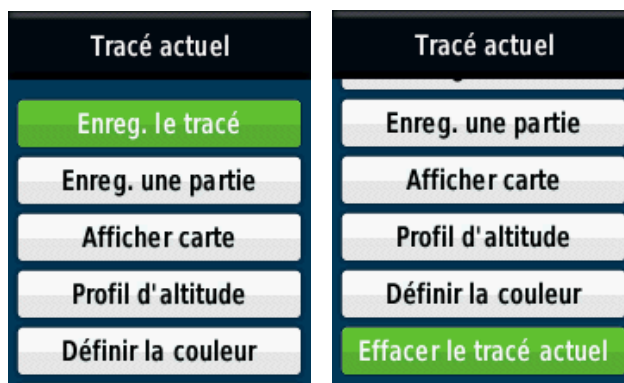 Tracé actuel
Enreg. le tracé
Enreg. une partie
Afficher carte
Profil d'altitude
Définir la couleur
Tracé actuel
Enreg. une partie
Afficher carte
Profil d'altitude
Définir la couleur
Effacer le tracé actuel